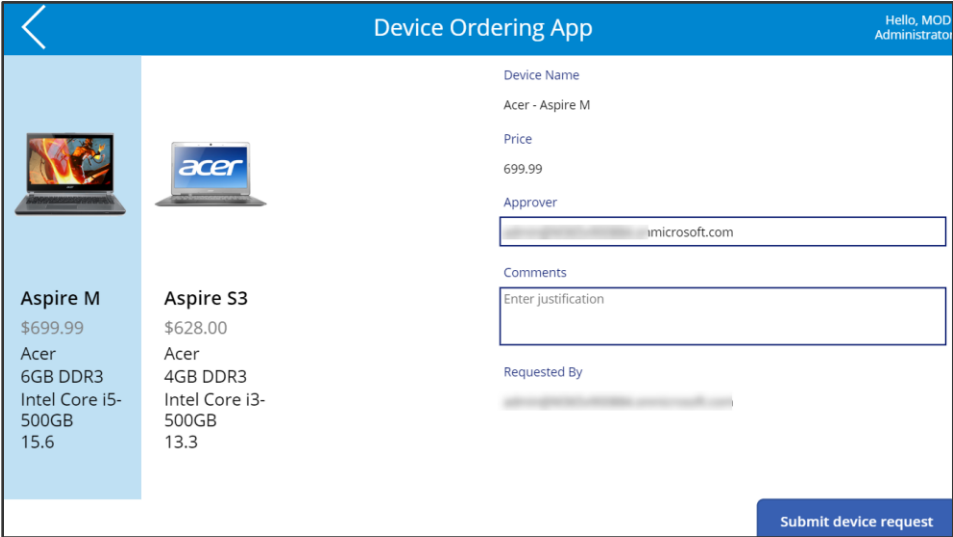 Device Ordering App
Hello, MOD
Administrator
acer
Aspire M
$699.99
Acer
6GB DDR3
Intel Core i5-
500GB
15.6
Aspire S3
$628.00
Acer
4GB DDR3
Intel Core i3-
500GB
13.3
Device Name
Acer - Aspire M
Price
699.99
Approver
microsoft.com
Comments
Enter justification
Requested By
Submit device request